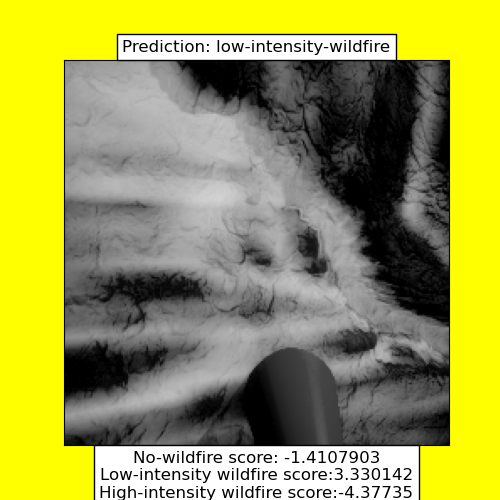 Prediction: low-intensity-wildfire
No-wildfire score: -1.4107903
Low-intensity wildfire score:3.330142
High-intensity wildfire score:-4.37735